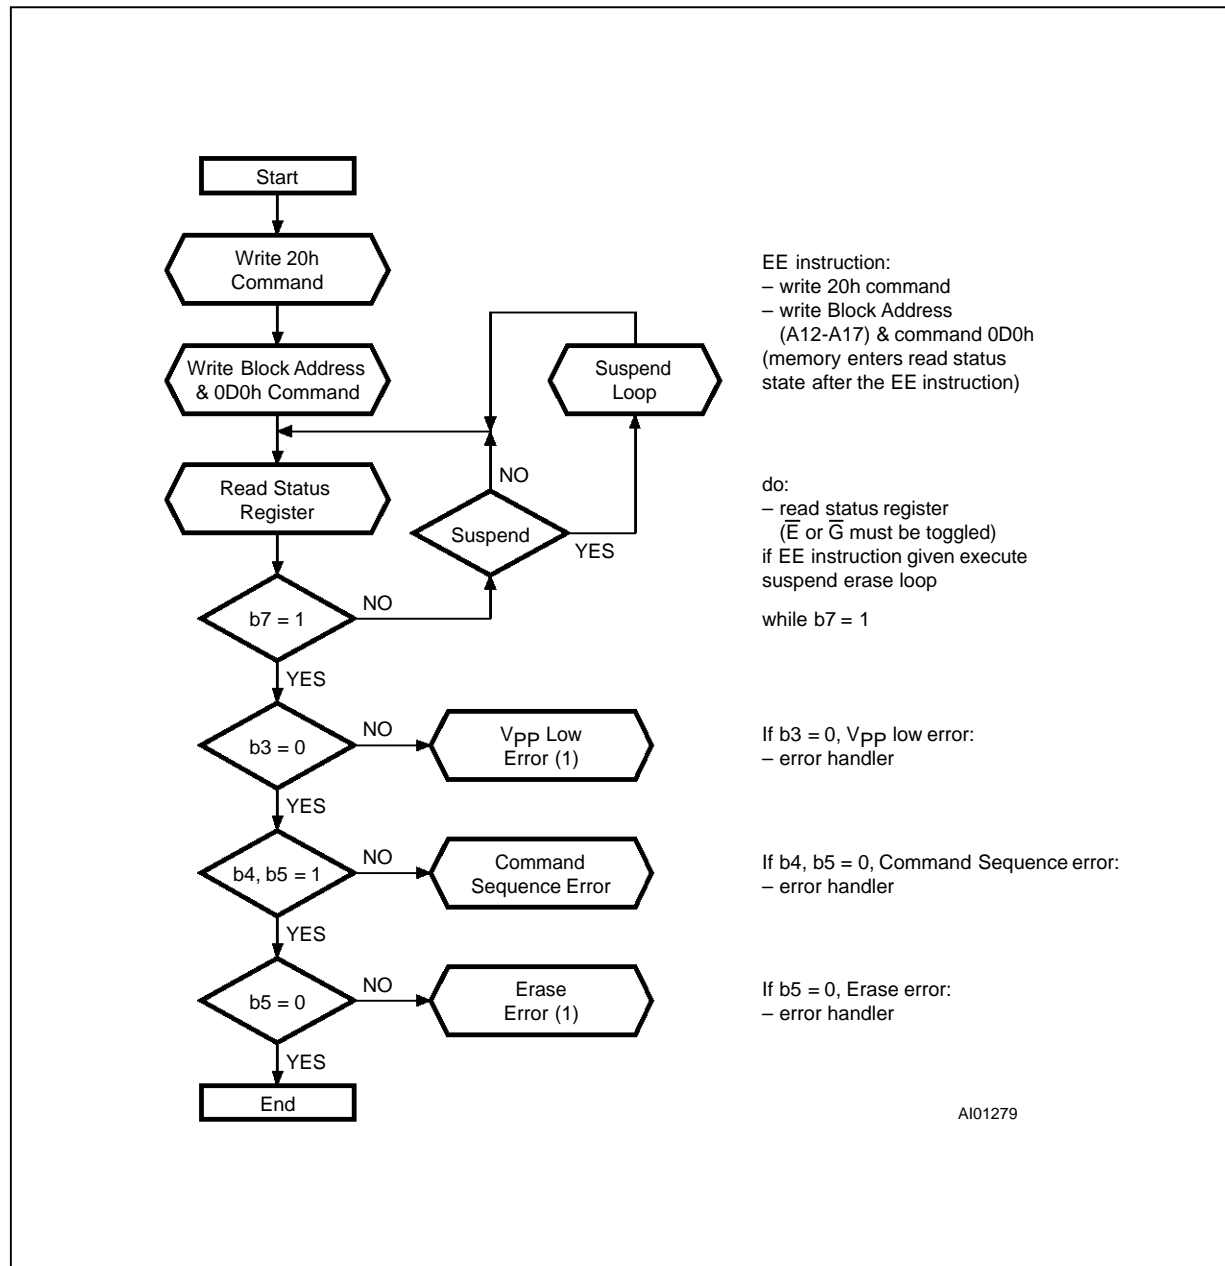 Start
Write 20h
Command
Write Block Address
& 0D0h Command
Read Status
Register
NO
Suspend
YES
Suspend
Loop
b7 = 1
NO
YES
b3 = 0
NO
YES
VPP Low
Error (1)
b4, b5 = 1
NO
YES
Command
Sequence Error
b5 = 0
NO
YES
Erase
Error (1)
End
EE instruction:
– write 20h command
– write Block Address
(A12-A17) & command 0D0h
(memory enters read status
state after the EE instruction)
do:
– read status register
(E̅ or G̅ must be toggled)
if EE instruction given execute
suspend erase loop
while b7 = 1
If b3 = 0, VPP low error:
– error handler
If b4, b5 = 0, Command Sequence error:
– error handler
If b5 = 0, Erase error:
– error handler
AI01279